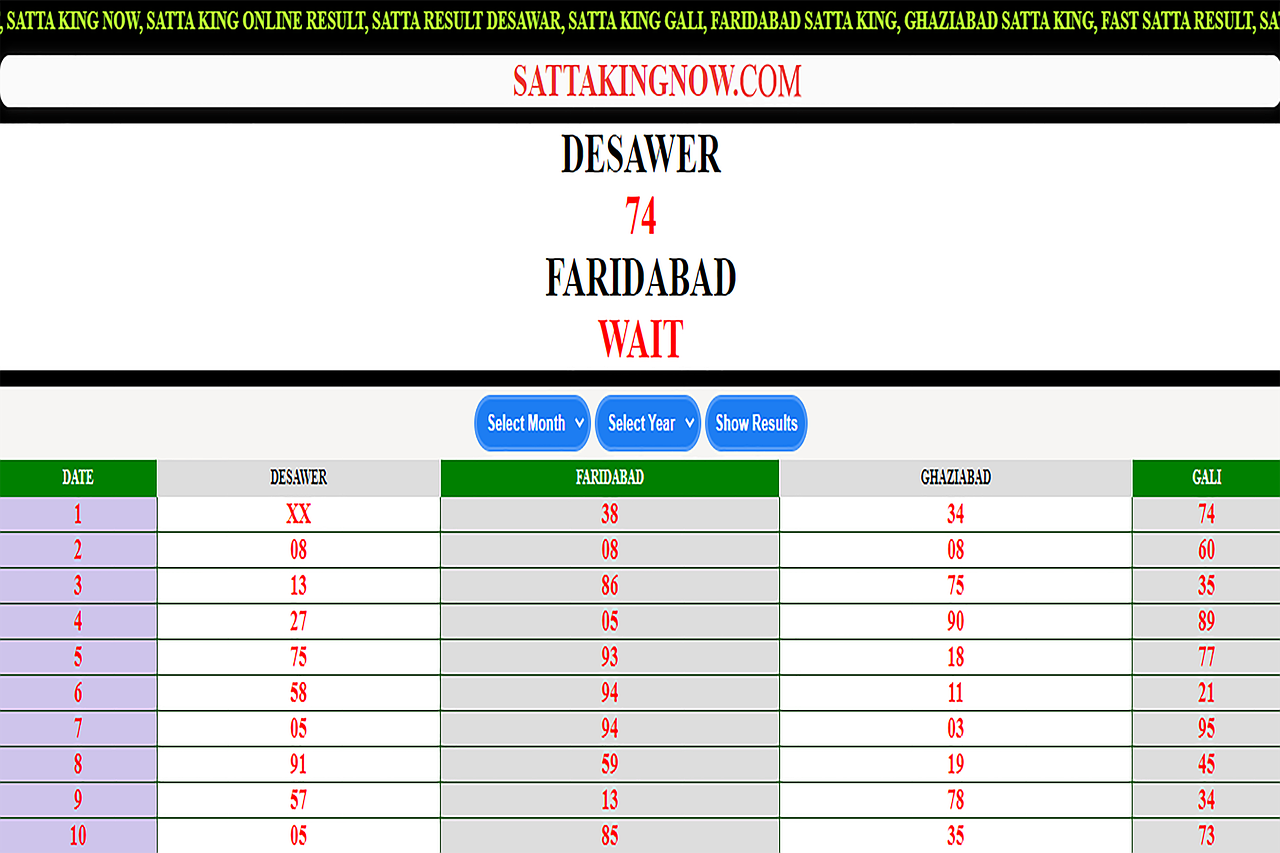 , SATTA KING NOW, SATTA KING ONLINE RESULT, SATTA RESULT DESAWAR, SATTA KING GALI, FARIDABAD SATTA KING, GHAZIABAD SATTA KING, FAST SATTA RESULT, SA
SATTAKINGNOW.COM
DESAWER
74
FARIDABAD
WAIT
Select Month Select Year Show Results
DATE DESAWER FARIDABAD GHAZIABAD GALI
1 XX 38 34 74
2 08 08 08 60
3 13 86 75 35
4 27 05 90 89
5 75 93 18 77
6 58 94 11 21
7 05 94 03 95
8 91 59 19 45
9 57 13 78 34
10 05 85 35 73